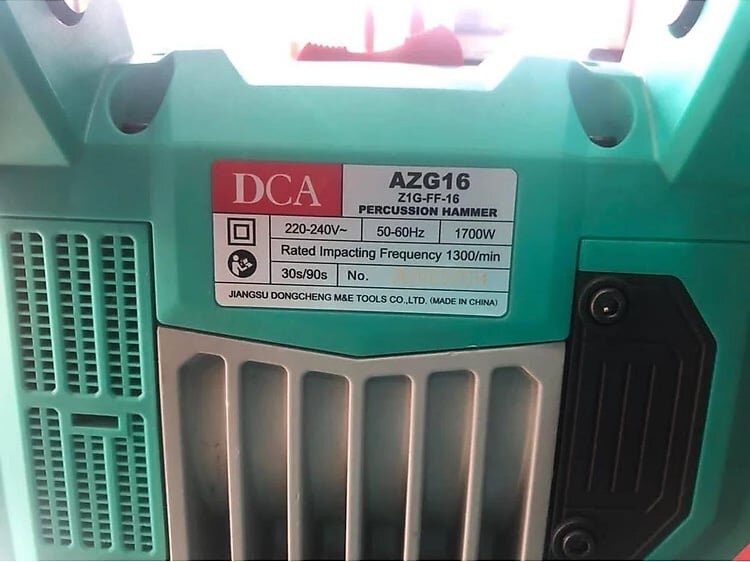 DCA
AZG16
Z1G-FF-16
PERCUSSION HAMMER
220-240V~ 50-60Hz 1700W
Rated Impacting Frequency 1300/min
30s/90s No.
JIANGSU DONGCHENG M&E TOOLS CO.,LTD. (MADE IN CHINA)